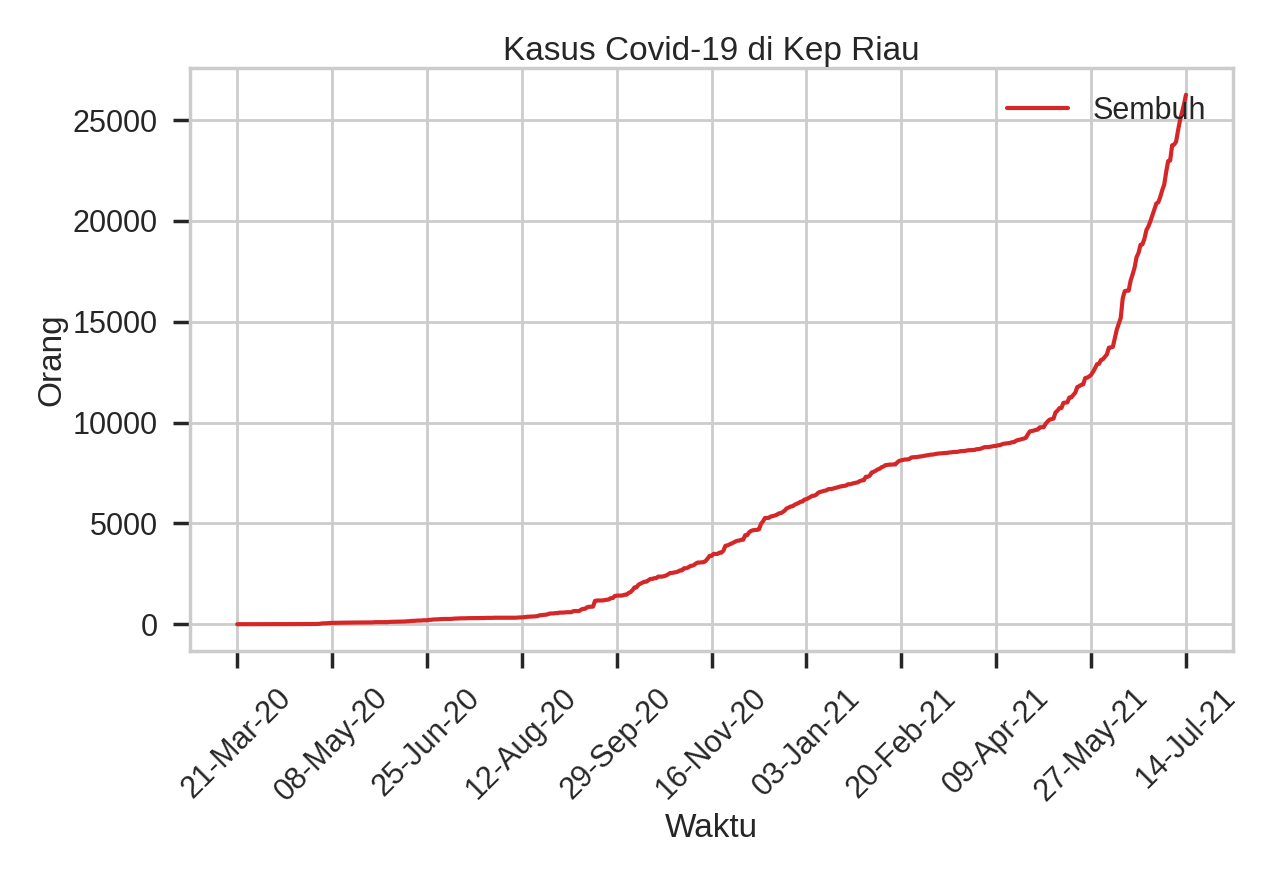 Kasus Covid-19 di Kep Riau
Sembuh
25000
20000
15000
10000
5000
0
Orang
21-Mar-20
08-May-20
25-Jun-20
12-Aug-20
29-Sep-20
16-Nov-20
03-Jan-21
20-Feb-21
09-Apr-21
27-May-21
14-Jul-21
Waktu